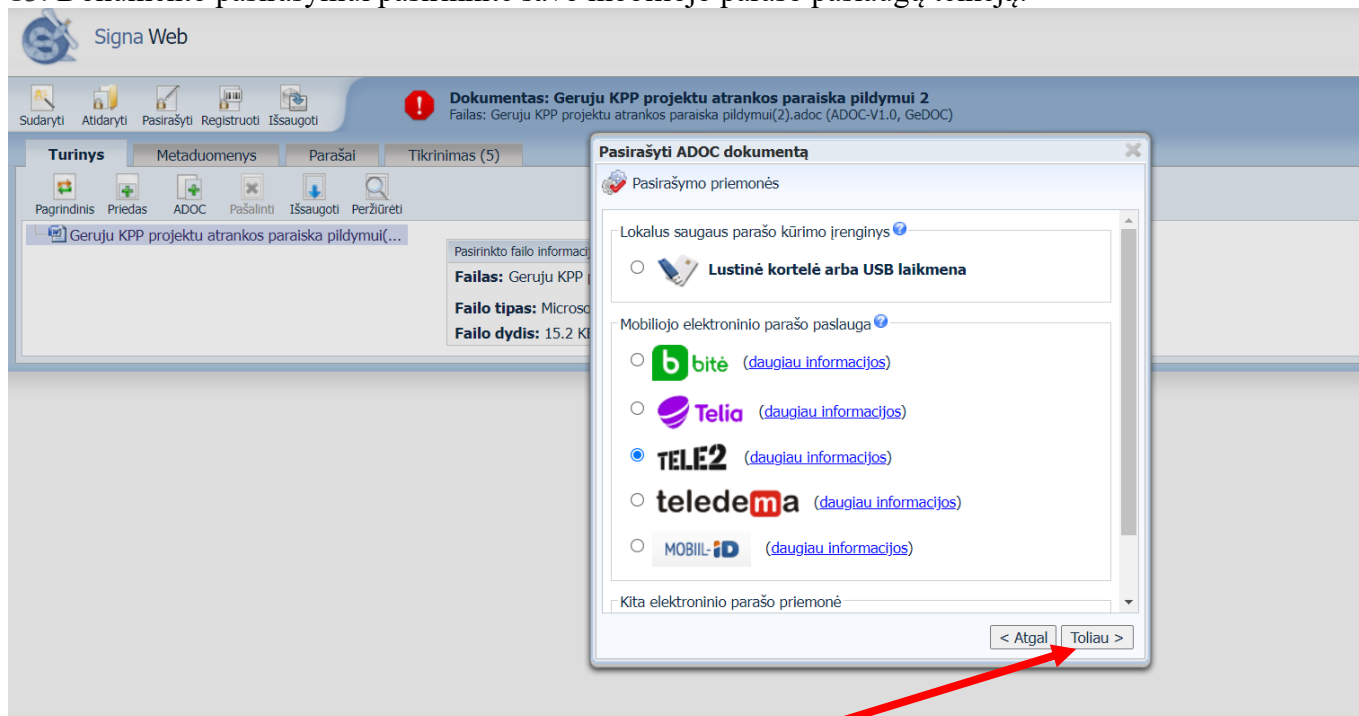 Signa Web
Sudaryti Atidaryti Pasirašyti Registruoti Išsaugoti
Dokumentas: Geruju KPP projektu atrankos paraiska pildymui 2
Failas: Geruju KPP projektu atrankos paraiska pildymui(2).adoc (ADOC-V1.0, GeDOC)
Turinys Metaduomenys Parašai Tikrinimas (5)
Pagrindinis Priedas ADOC Pašalinti Išsaugoti Peržiūrėti
Geruju KPP projektu atrankos paraiska pildymui(...
Pasirinkto failo informaci
Failas: Geruju KPP
Failo tipas: Microso
Failo dydis: 15.2 K
Pasirašyti ADOC dokumentą
Pasirašymo priemonės
Lokalus saugaus parašo kūrimo įrenginys
Lustinė kortelė arba USB laikmena
Mobiliojo elektroninio parašo paslauga
bitė (daugiau informacijos)
Telia (daugiau informacijos)
TELE2 (daugiau informacijos)
teledema (daugiau informacijos)
MOBIIL-iD (daugiau informacijos)
Kita elektroninio parašo priemonė
< Atgal Toliau >